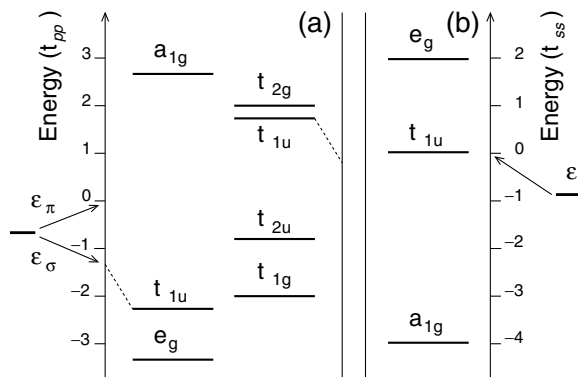 Energy (t_pp)
3
2
1
0
−1
−2
−3
ε_π
ε_σ
(a)
a_1g
t_2g
t_1u
t_2u
t_1g
t_1u
e_g
(b)
e_g
t_1u
a_1g
Energy (t_ss)
2
1
0
−1
−2
−3
−4
ε